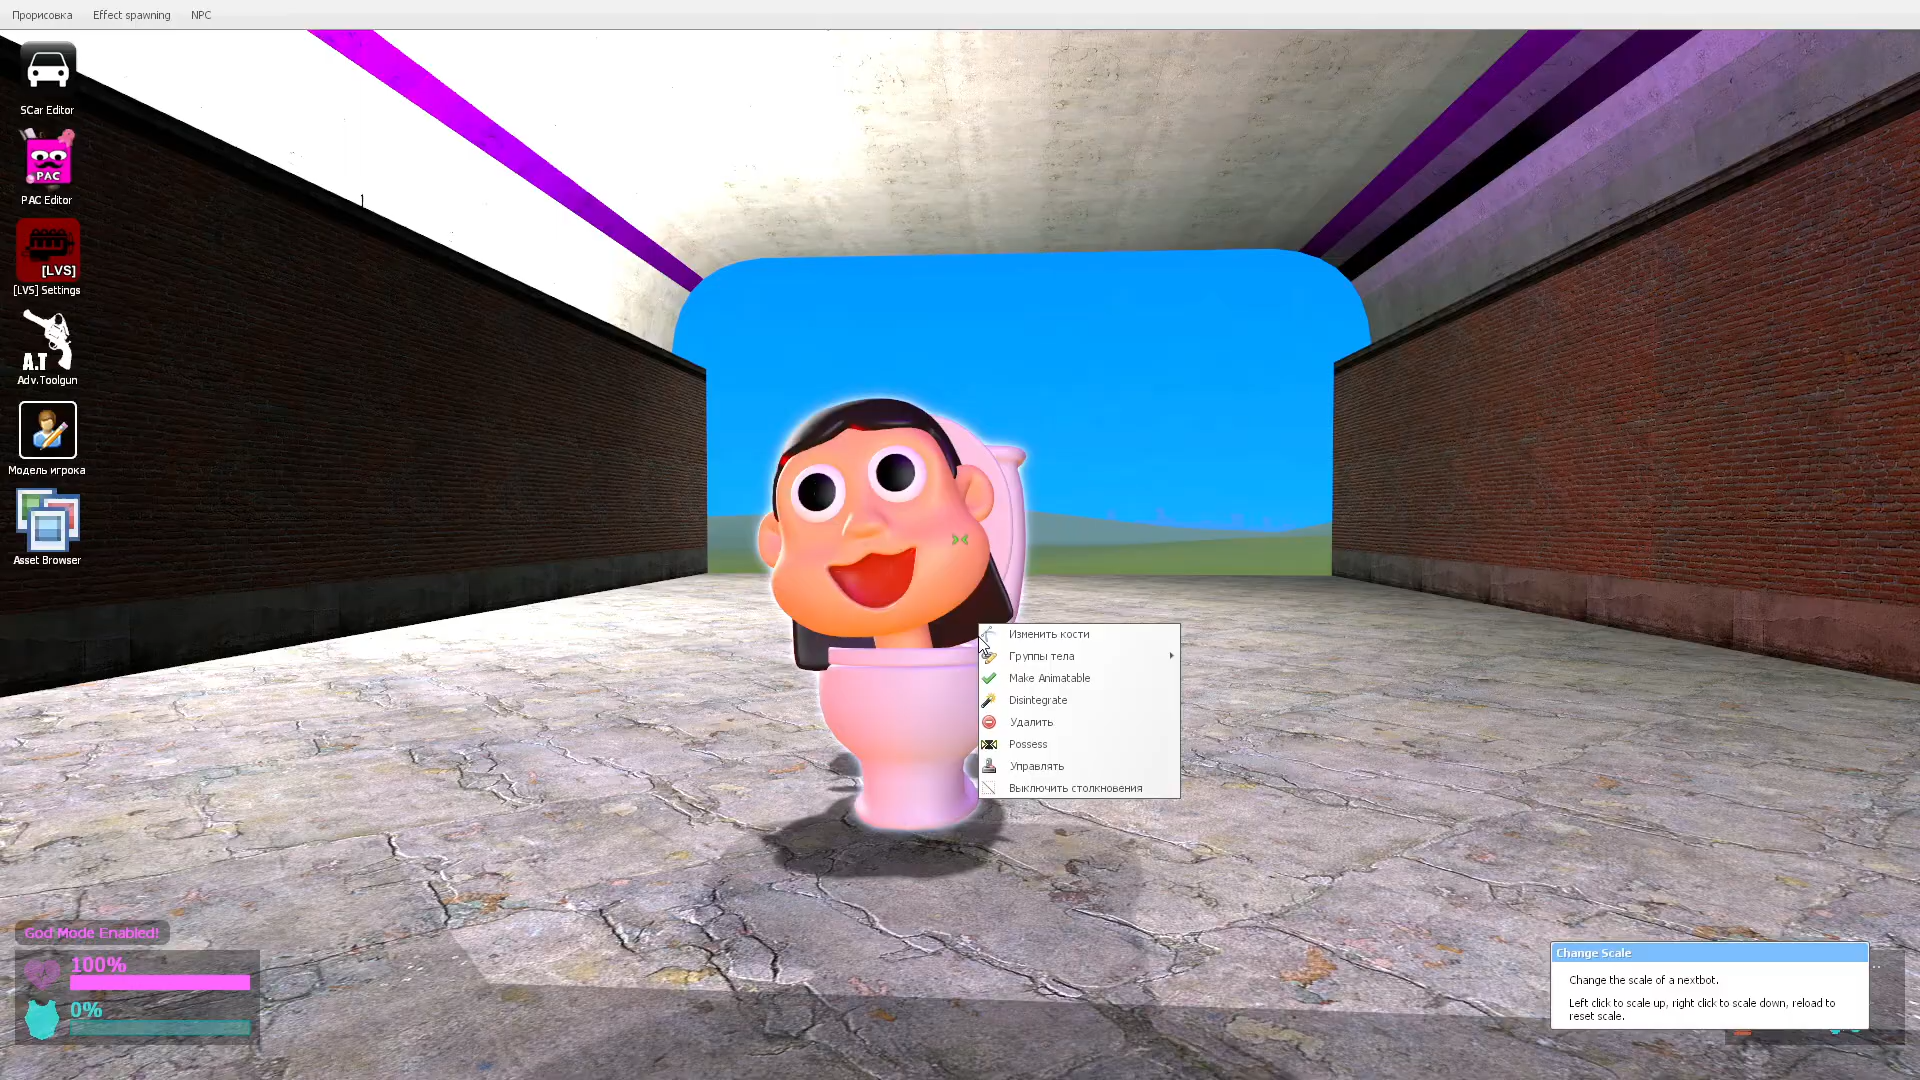 Прорисовка
Effect spawning
NPC
SCar Editor
PAC
PAC Editor
[LVS]
[LVS] Settings
A.T
Adv.Toolgun
Модель игрока
Asset Browser
Изменить кости
Группы тела
Make Animatable
Disintegrate
Удалить
Possess
Управлять
Выключить столкновения
God Mode Enabled!
100%
0%
Change Scale
Change the scale of a nextbot.
Left click to scale up, right click to scale down, reload to
reset scale.